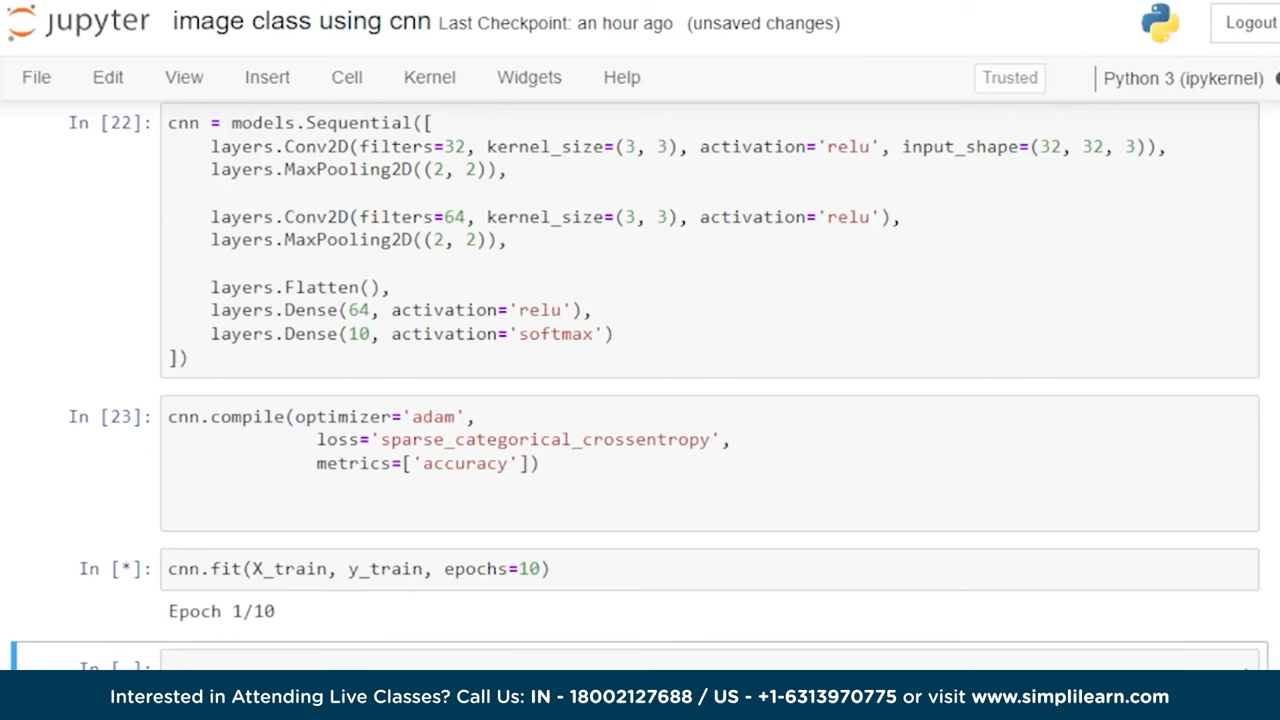 jupyter image class using cnn Last Checkpoint: an hour ago (unsaved changes) Logout
File Edit View Insert Cell Kernel Widgets Help Trusted Python 3 (ipykernel)
In [22]: cnn = models.Sequential([
layers.Conv2D(filters=32, kernel_size=(3, 3), activation='relu', input_shape=(32, 32, 3)),
layers.MaxPooling2D((2, 2)),
layers.Conv2D(filters=64, kernel_size=(3, 3), activation='relu'),
layers.MaxPooling2D((2, 2)),
layers.Flatten(),
layers.Dense(64, activation='relu'),
layers.Dense(10, activation='softmax')
])
In [23]: cnn.compile(optimizer='adam',
loss='sparse_categorical_crossentropy',
metrics=['accuracy'])
In [*]: cnn.fit(X_train, y_train, epochs=10)
Epoch 1/10
In [ ]:
Interested in Attending Live Classes? Call Us: IN - 18002127688 / US - +1-6313970775 or visit www.simplilearn.com